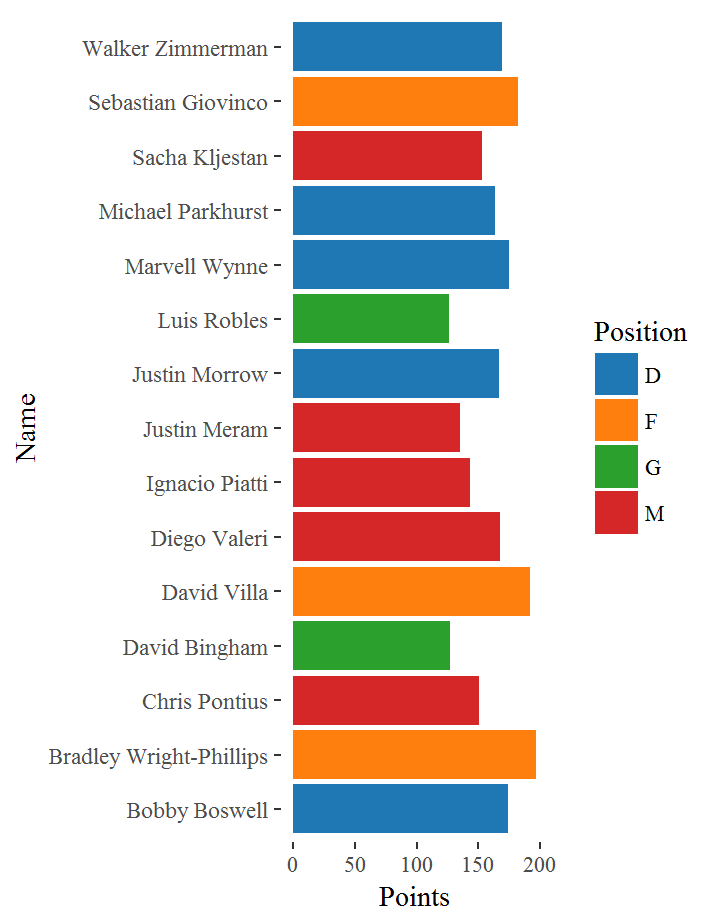 Walker Zimmerman
Sebastian Giovinco
Sacha Kljestan
Michael Parkhurst
Marvell Wynne
Luis Robles
Justin Morrow
Justin Meram
Ignacio Piatti
Diego Valeri
David Villa
David Bingham
Chris Pontius
Bradley Wright-Phillips
Bobby Boswell
Name
0 50 100 150 200
Points
Position
D
F
G
M